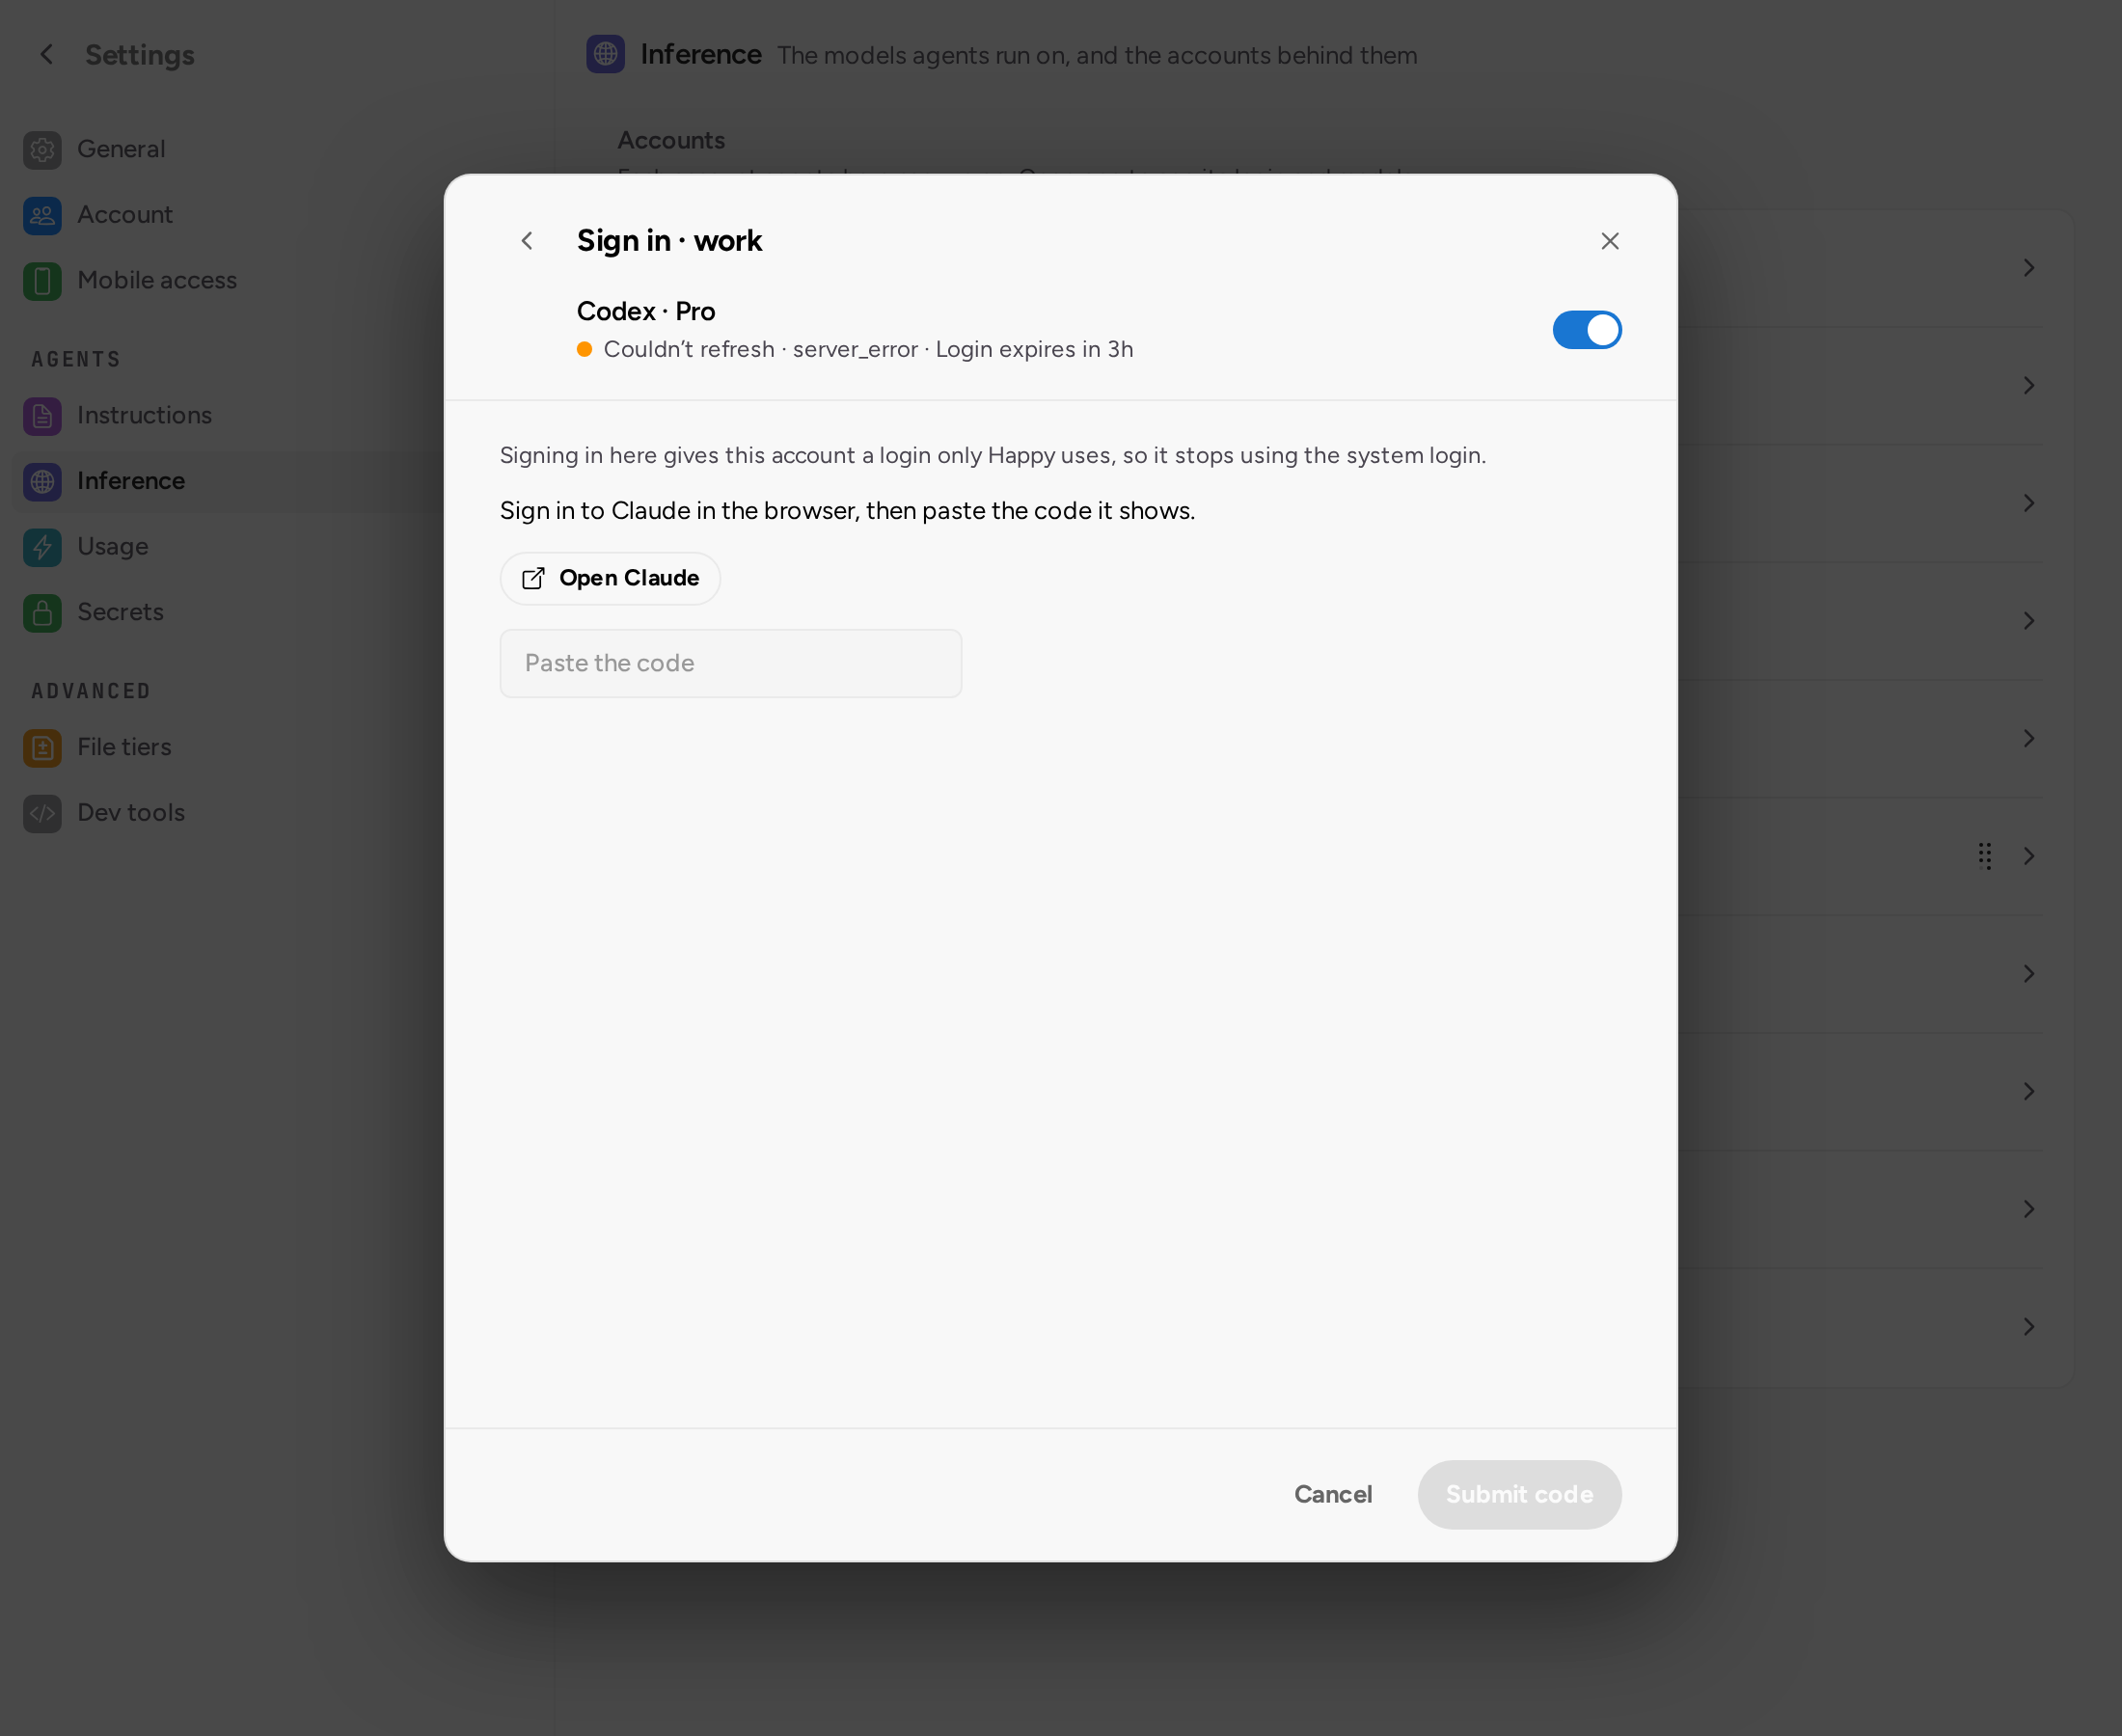 Settings
General
Account
Mobile access
AGENTS
Instructions
Inference
Usage
Secrets
ADVANCED
File tiers
Dev tools
Inference The models agents run on, and the accounts behind them
Accounts
Sign in · work
Codex · Pro
Couldn’t refresh · server_error · Login expires in 3h
Signing in here gives this account a login only Happy uses, so it stops using the system login.
Sign in to Claude in the browser, then paste the code it shows.
Open Claude
Paste the code
Cancel
Submit code